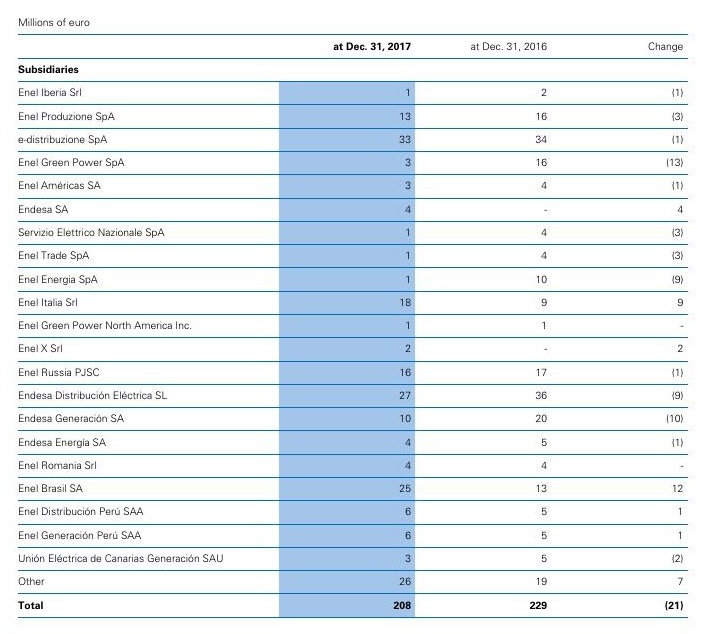 Millions of euro
at Dec. 31, 2017 at Dec. 31, 2016 Change
Subsidiaries
Enel Iberia Srl 1 2 (1)
Enel Produzione SpA 13 16 (3)
e-distribuzione SpA 33 34 (1)
Enel Green Power SpA 3 16 (13)
Enel Américas SA 3 4 (1)
Endesa SA 4 - 4
Servizio Elettrico Nazionale SpA 1 4 (3)
Enel Trade SpA 1 4 (3)
Enel Energia SpA 1 10 (9)
Enel Italia Srl 18 9 9
Enel Green Power North America Inc. 1 1 -
Enel X Srl 2 - 2
Enel Russia PJSC 16 17 (1)
Endesa Distribución Eléctrica SL 27 36 (9)
Endesa Generación SA 10 20 (10)
Endesa Energía SA 4 5 (1)
Enel Romania Srl 4 4 -
Enel Brasil SA 25 13 12
Enel Distribución Perú SAA 6 5 1
Enel Generación Perú SAA 6 5 1
Unión Eléctrica de Canarias Generación SAU 3 5 (2)
Other 26 19 7
Total 208 229 (21)